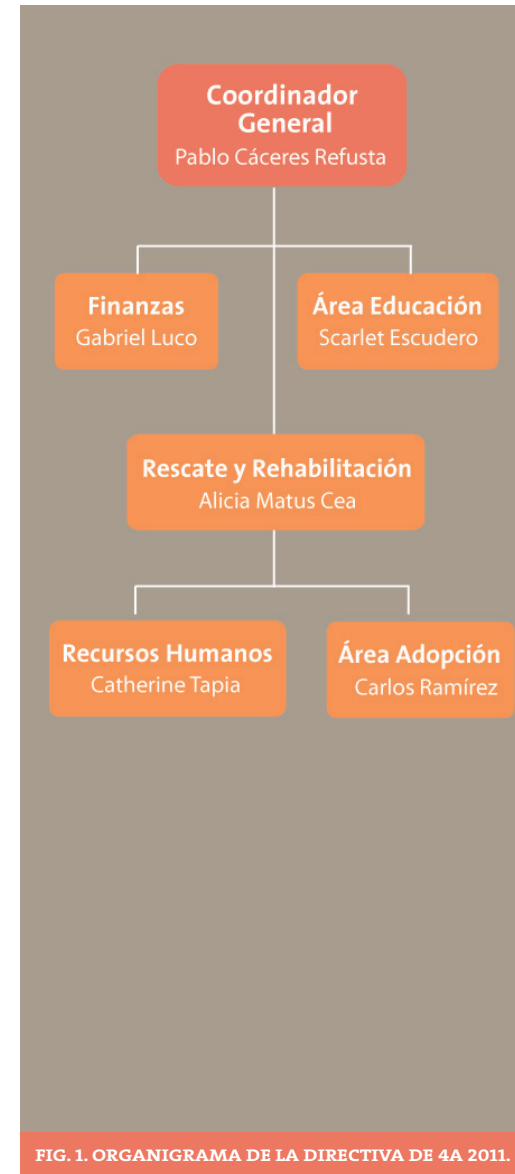 Coordinador
General
Pablo Cáceres Refusta
Finanzas
Gabriel Luco
Área Educación
Scarlet Escudero
Rescate y Rehabilitación
Alicia Matus Cea
Recursos Humanos
Catherine Tapia
Área Adopción
Carlos Ramírez
FIG. 1. ORGANIGRAMA DE LA DIRECTIVA DE 4A 2011.